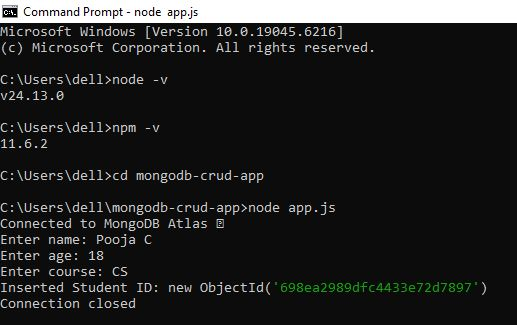 Command Prompt - node app.js
Microsoft Windows [Version 10.0.19045.6216]
(c) Microsoft Corporation. All rights reserved.
C:\Users\dell>node -v
v24.13.0
C:\Users\dell>npm -v
11.6.2
C:\Users\dell>cd mongodb-crud-app
C:\Users\dell\mongodb-crud-app>node app.js
Connected to MongoDB Atlas
Enter name: Pooja C
Enter age: 18
Enter course: CS
Inserted Student ID: new ObjectId('698ea2989dfc4433e72d7897')
Connection closed